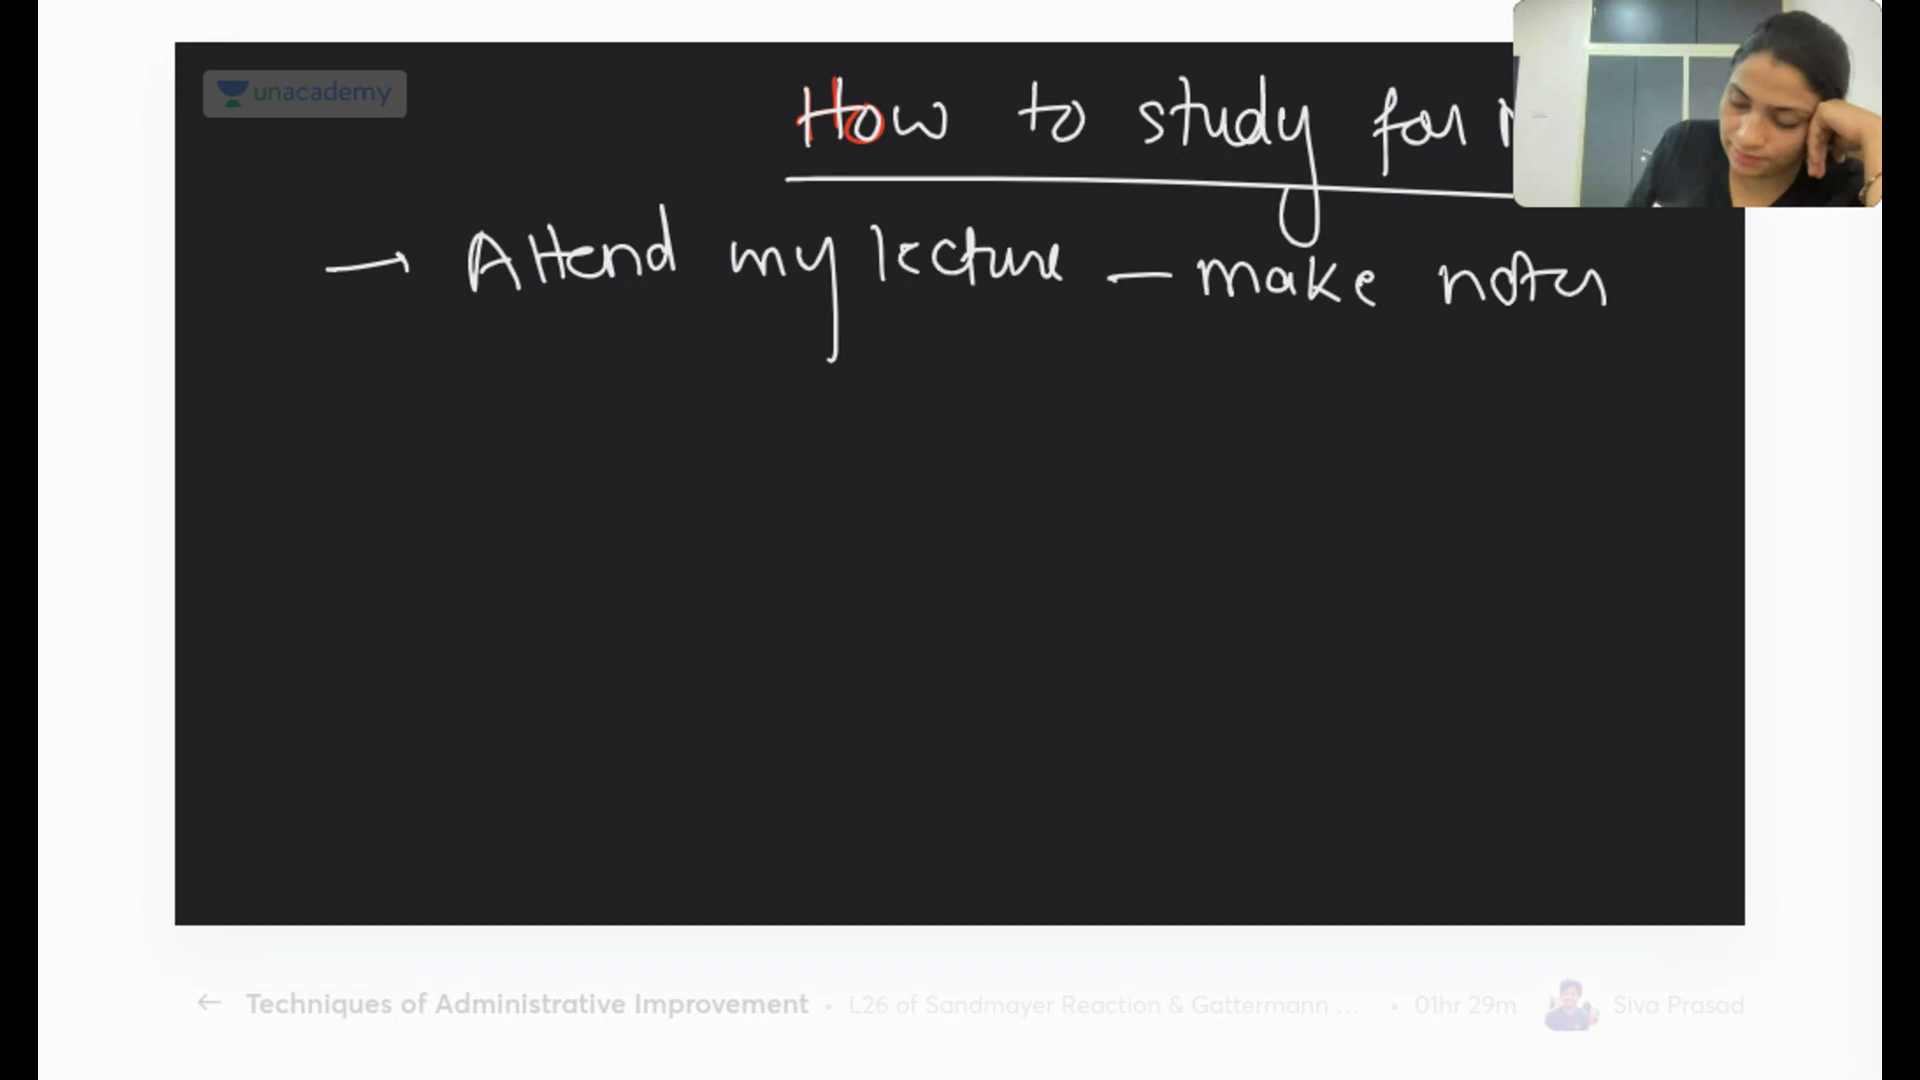 unacademy
How to study for
→ Attend my lecture - make notes
← Techniques of Administrative Improvement • L26 of Sandmayer Reaction & Gattermann ... • 01hr 29m Siva Prasad